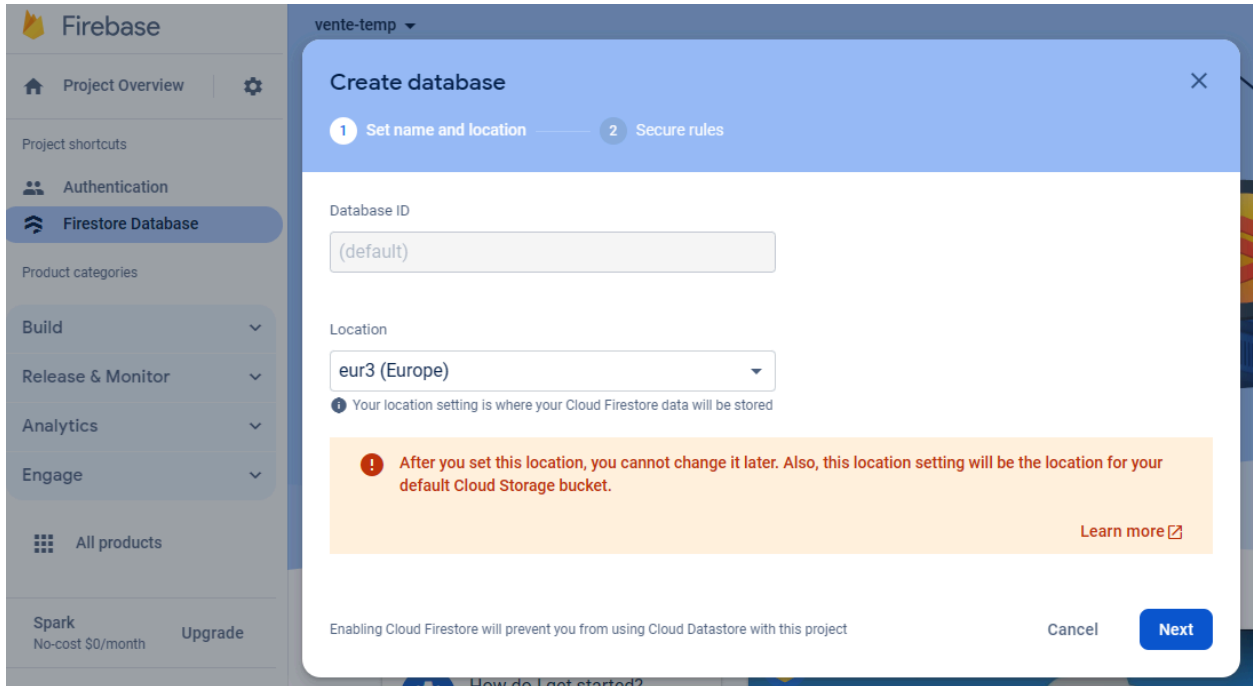 Firebase
Project Overview
Project shortcuts
Authentication
Firestore Database
Product categories
Build
Release & Monitor
Analytics
Engage
All products
Spark
No-cost $0/month
Upgrade
vente-temp
Create database
1 Set name and location
2 Secure rules
Database ID
(default)
Location
eur3 (Europe)
Your location setting is where your Cloud Firestore data will be stored
After you set this location, you cannot change it later. Also, this location setting will be the location for your
default Cloud Storage bucket.
Learn more
Enabling Cloud Firestore will prevent you from using Cloud Datastore with this project
Cancel
Next
How do I get started?